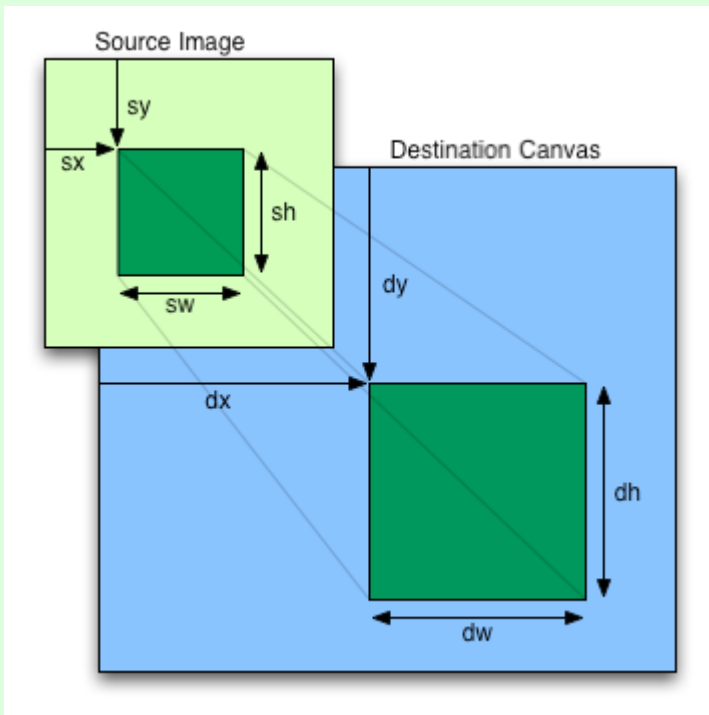 Source Image
sy
sx
Destination Canvas
sh
sw
dy
dx
dh
dw